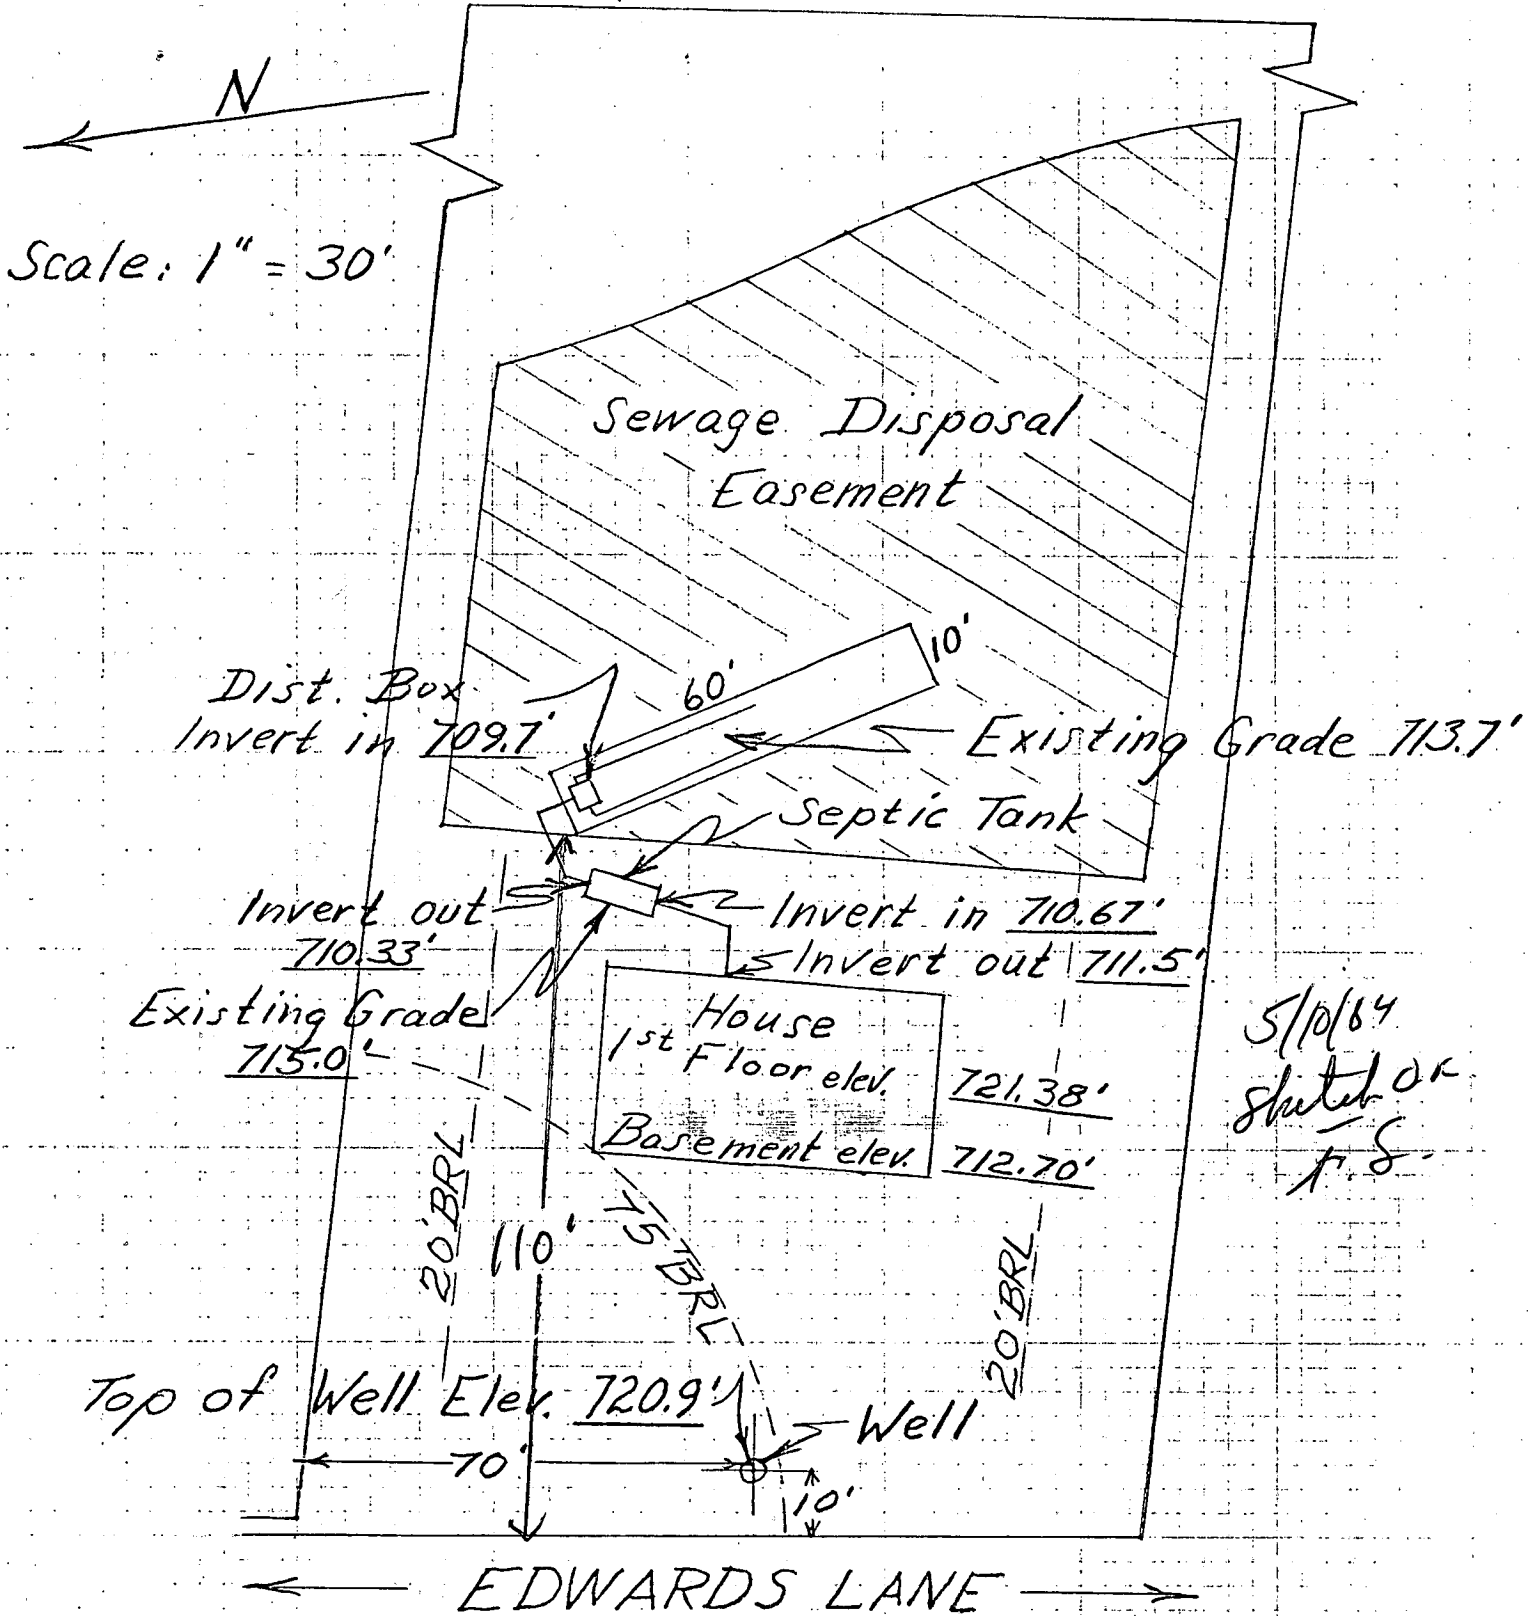 N
Scale: 1" = 30'
Sewage Disposal
Easement
10'
60'
Dist. Box
Invert in 709.7'
Existing Grade 713.7'
Septic Tank
Invert out
710.33'
Invert in 710.67'
Invert out 711.5'
Existing Grade
715.0'
House
1st Floor elev.
721.38'
Basement elev.
712.70'
sketch OK
20' BRL
110'
75' BRL
20' BRL
Top of Well Elev. 720.9'
Well
70'
10'
EDWARDS LANE